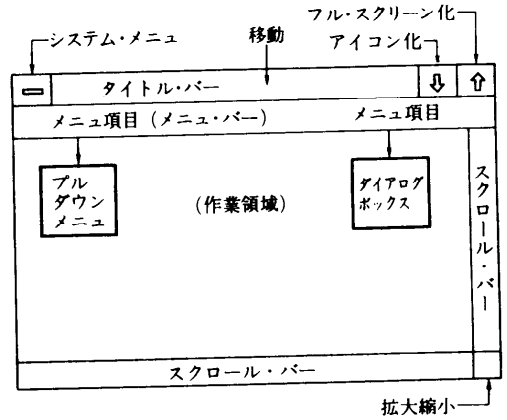 フル・スクリーン化
システム・メニュュ
移動
アイコン化
タイトル・バー
メニュ項目(メニュ・バー)
メニュ項目
プル
ダウン
メニュ
(作業領域)
ダイアログ
ボックス
スクロール・バー
スクロール・バー
拡大縮小